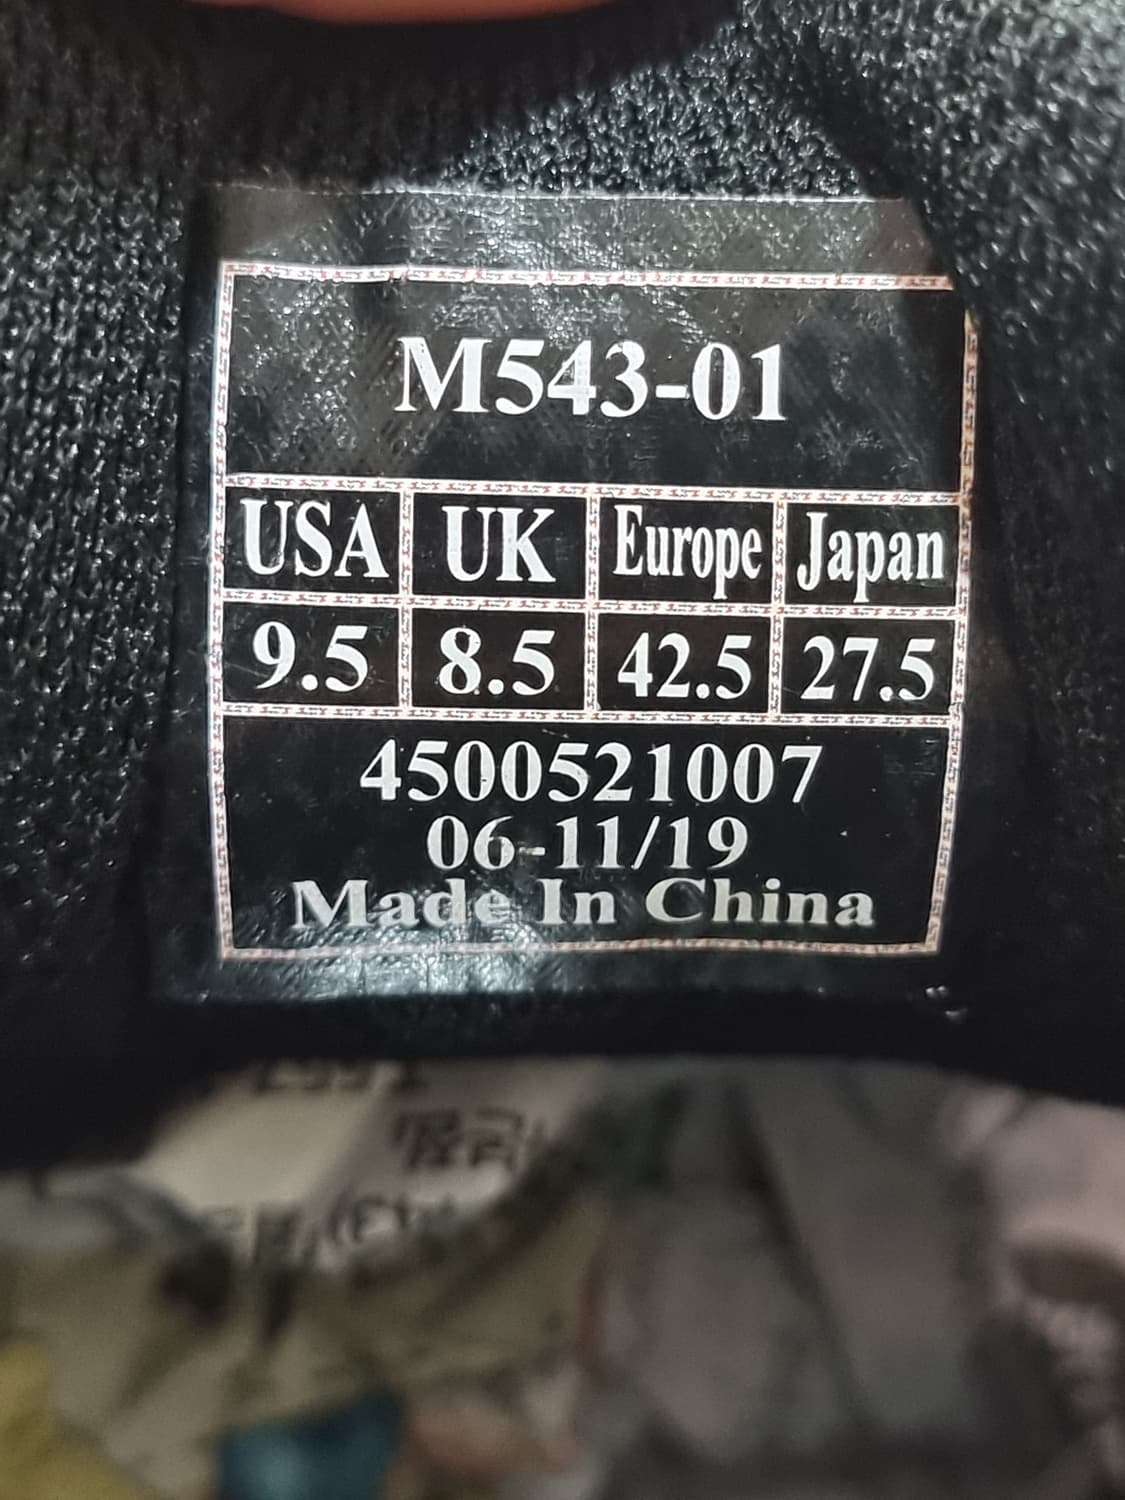 M543-01
USA UK Europe Japan
9.5 8.5 42.5 27.5
4500521007
06-11/19
Made In China